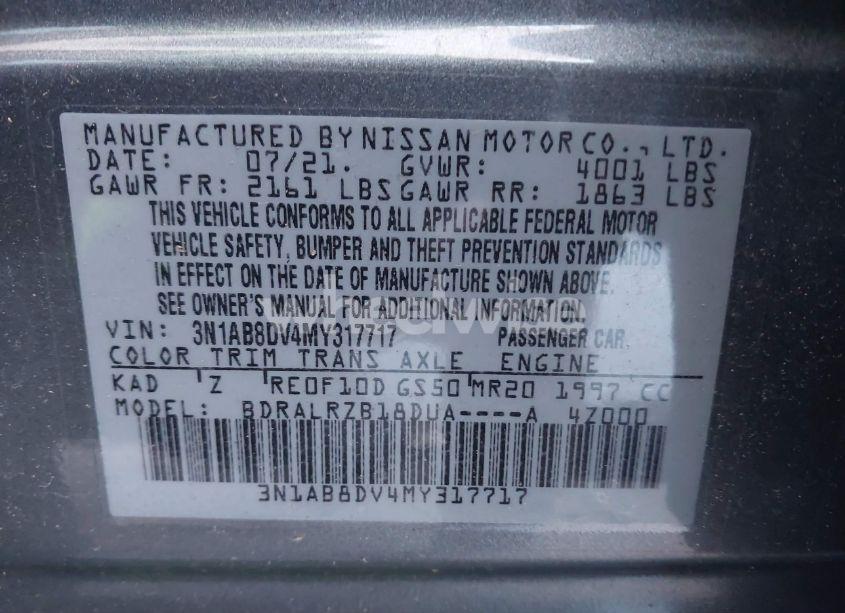 MANUFACTURED BY NISSAN MOTOR CO., LTD.
DATE: 07/21. GVWR: 4001 LBS
GAWR FR: 2161 LBS GAWR RR: 1863 LBS
THIS VEHICLE CONFORMS TO ALL APPLICABLE FEDERAL MOTOR
VEHICLE SAFETY, BUMPER AND THEFT PREVENTION STANDARDS
IN EFFECT ON THE DATE OF MANUFACTURE SHOWN ABOVE.
SEE OWNER'S MANUAL FOR ADDITIONAL INFORMATION.
VIN: 3N1AB8DV4MY317717 PASSENGER CAR
COLOR TRIM TRANS AXLE ENGINE
KAD Z RE0F10D GS50 MR20 1997 CC
MODEL: BDRALRZB18DUA----A 4Z000
3N1AB8DV4MY317717